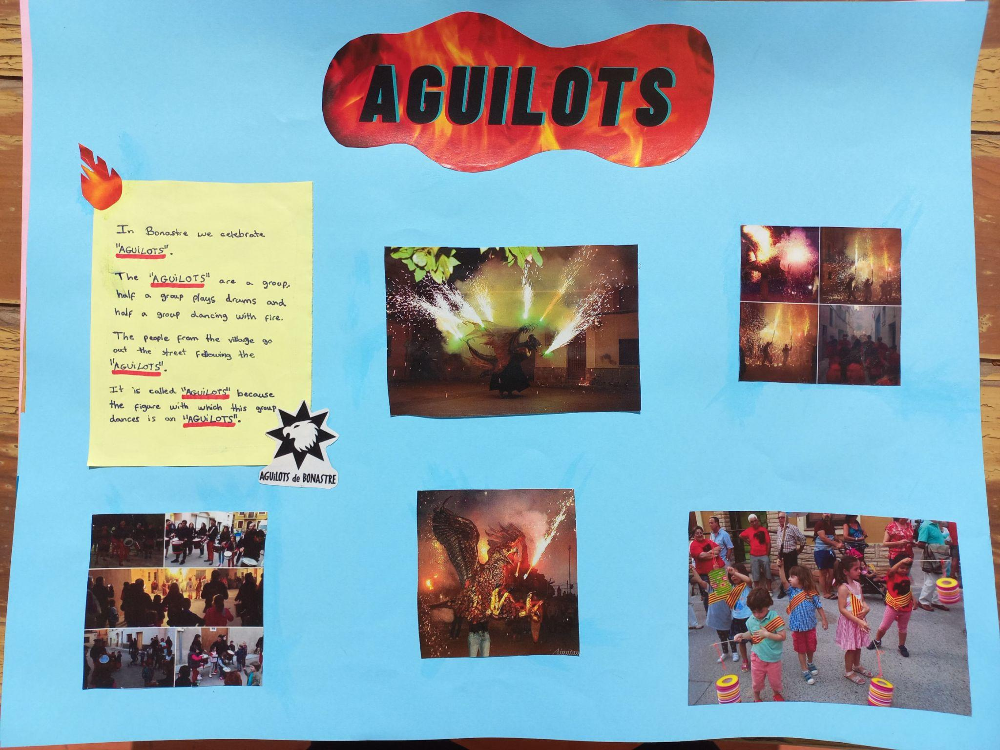 AGUILOTS
In Bonastre we celebrate
"AGUiLOTS".
The "AGUiLOTS" are a group,
half a group plays drums and
half a group dancing with fire.
The people from the village go
out the street following the
"AGUiLOTS".
It is called "AGUiLOTS" because
the figure with which this group
dances is an "AGUiLOTS".
AGUiLOTS de BONASTRE
Ajuntam